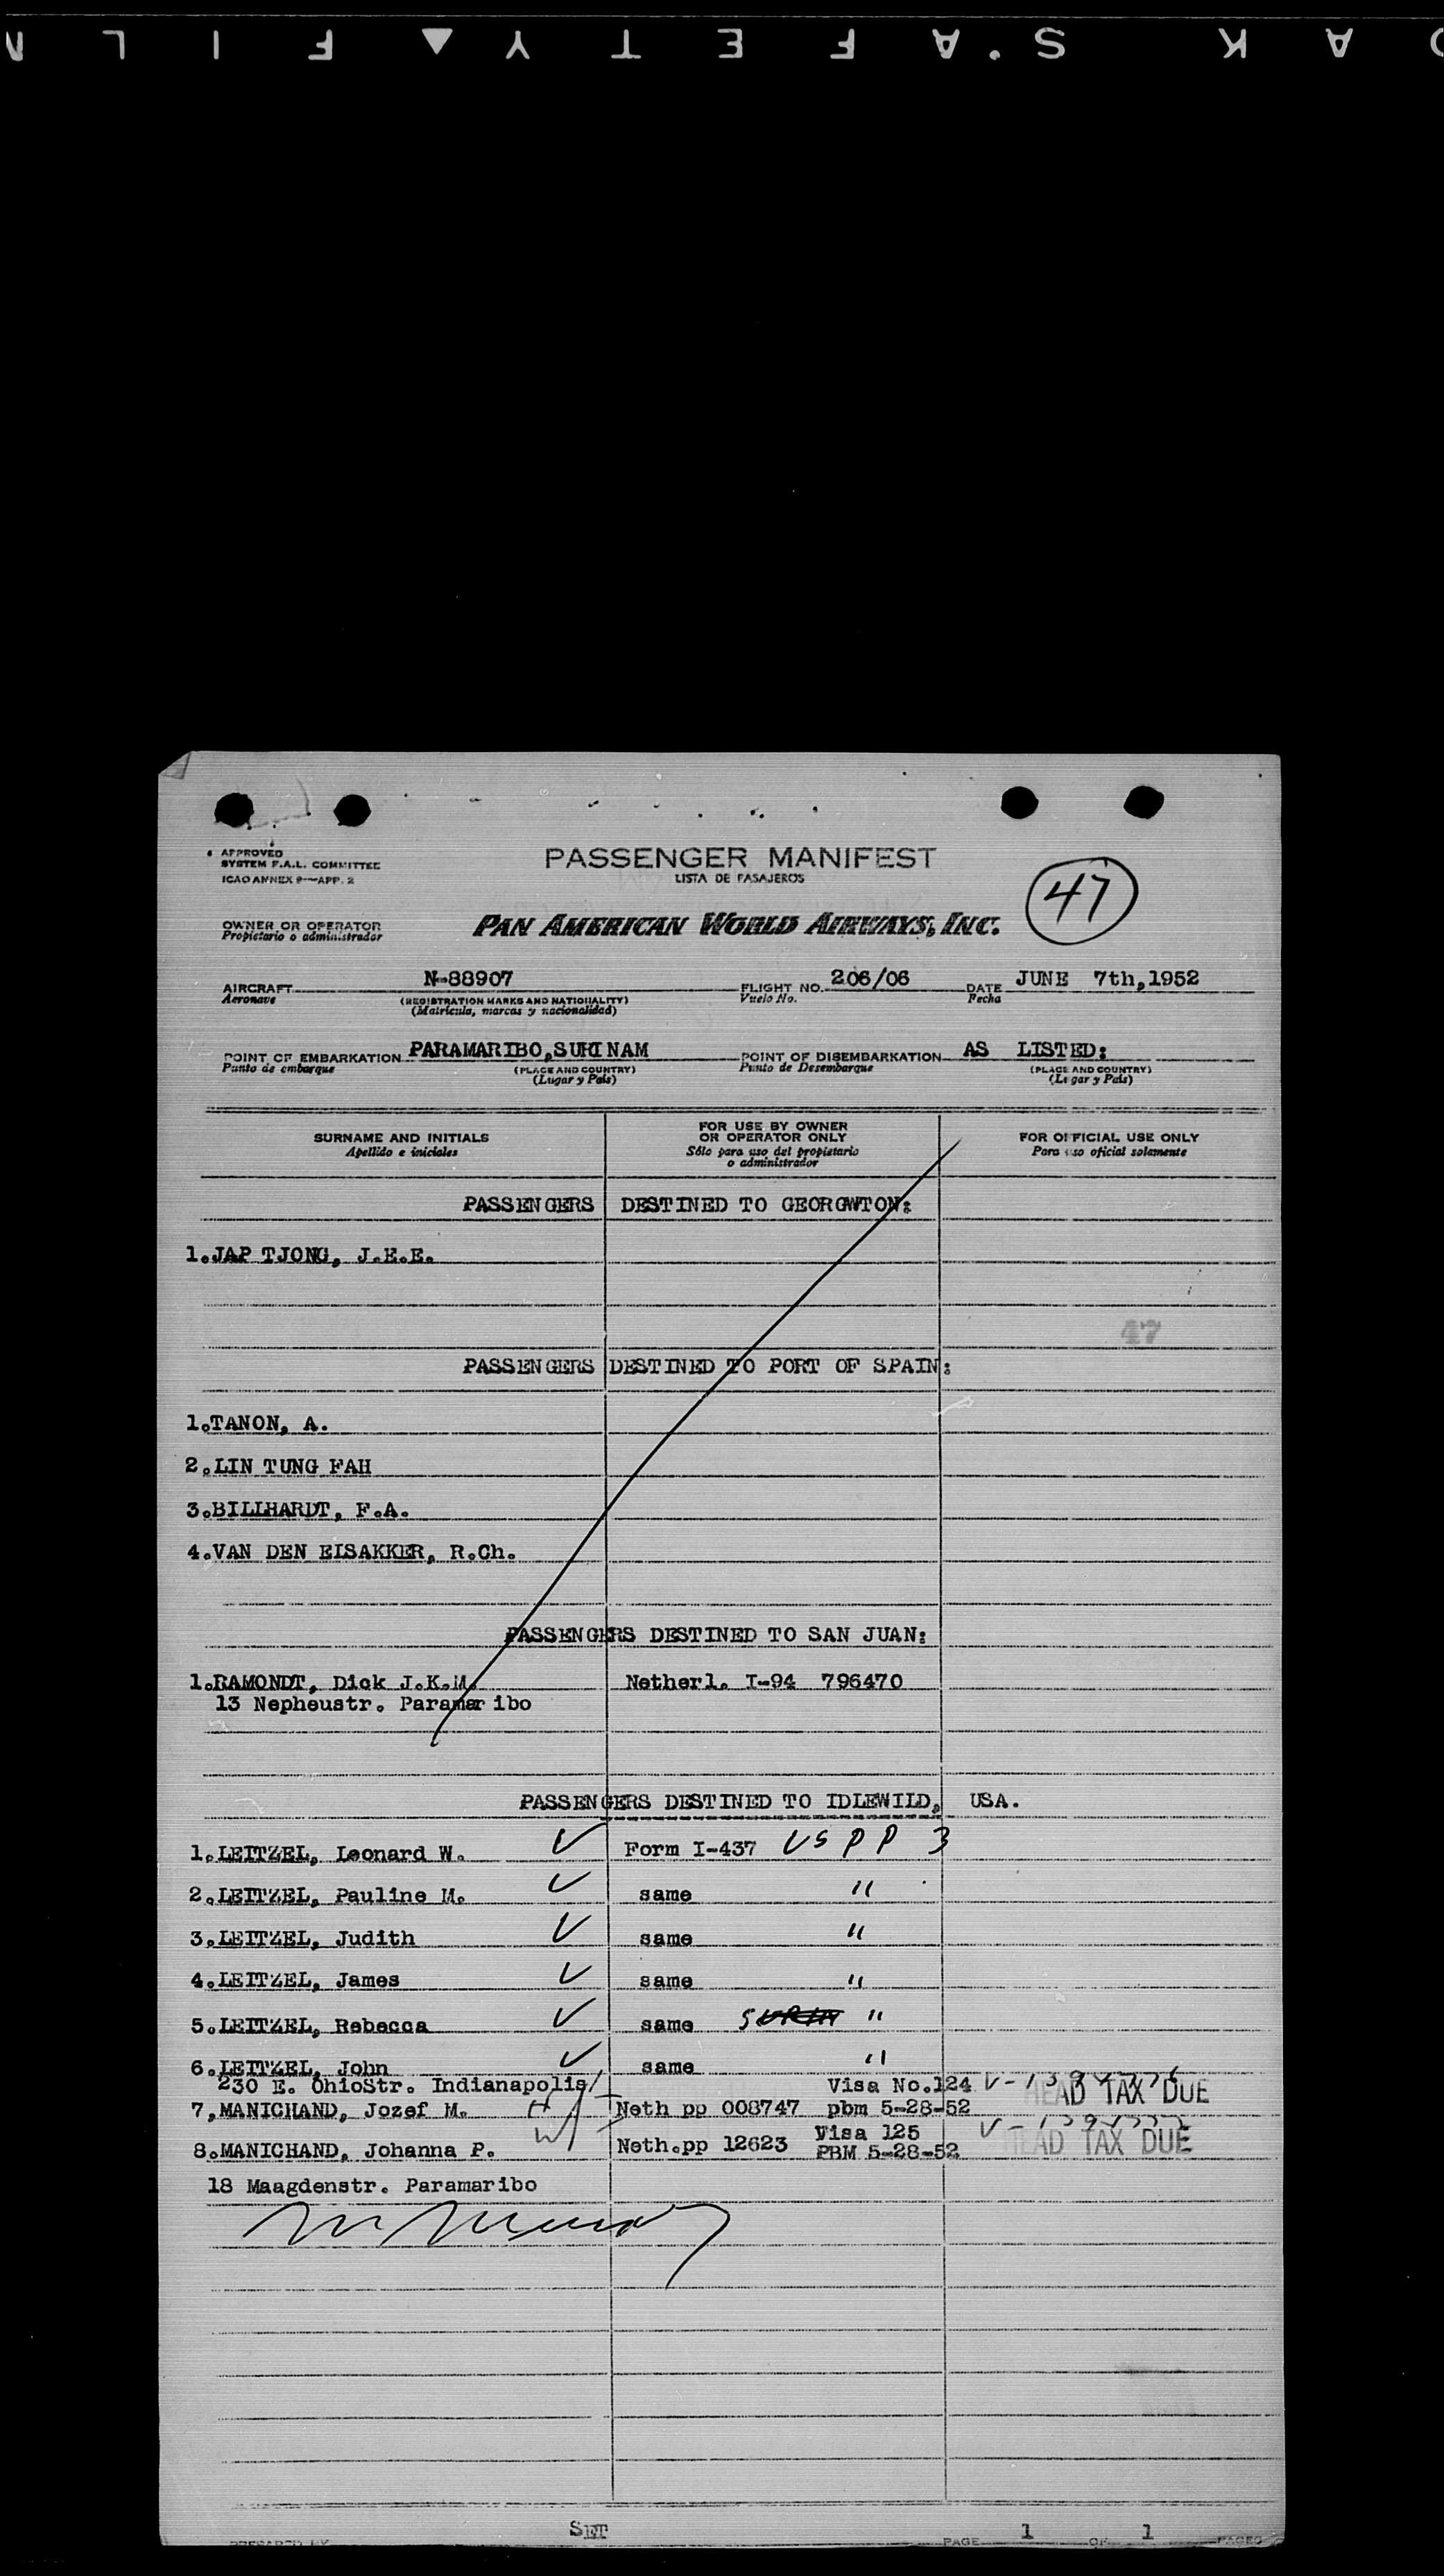 OAK S.AFETY▲FILM
APPROVED
SYSTEM F.A.L. COMMITTEE
ICAO ANNEX 9—APP. 2
PASSENGER MANIFEST
LISTA DE PASAJEROS
47
OWNER OR OPERATOR
Propietario o administrador
PAN AMERICAN WORLD AIRWAYS, INC.
AIRCRAFT N-88907 FLIGHT NO. 206/06 DATE JUNE 7th,1952
Aeronave (REGISTRATION MARKS AND NATIONALITY) Vuelo No. Fecha
(Matrícula, marcas y nacionalidad)
POINT OF EMBARKATION PARAMARIBO,SURINAM POINT OF DISEMBARKATION AS LISTED:
Punto de embarque (PLACE AND COUNTRY) Punto de Desembarque (PLACE AND COUNTRY)
(Lugar y País) (Lugar y País)
SURNAME AND INITIALS FOR USE BY OWNER OR OPERATOR ONLY FOR OFFICIAL USE ONLY
Apellido e iniciales Sólo para uso del propietario o administrador Para uso oficial solamente
PASSENGERS DESTINED TO GEORGWTON:
1.JAP TJONG, J.E.E.
47
PASSENGERS DESTINED TO PORT OF SPAIN:
1.TANON, A.
2.LIN TUNG FAH
3.BILLHARDT, F.A.
4.VAN DEN EISAKKER, R.Ch.
PASSENGERS DESTINED TO SAN JUAN:
1.RAMONDT, Dick J.K.M. Netherl. I-94 796470
13 Nepheustr. Paramaribo
PASSENGERS DESTINED TO IDLEWILD, USA.
1.LEITZEL, Leonard W. Form I-437 US P P 3
2.LEITZEL, Pauline M. same "
3.LEITZEL, Judith same "
4.LEITZEL, James same "
5.LEITZEL, Rebecca same "
6.LEITZEL, John same "
230 E. OhioStr. Indianapolis/ Visa No.124 HEAD TAX DUE
7,MANICHAND, Jozef M. Neth pp 008747 pbm 5-28-52
Visa 125 HEAD TAX DUE
8.MANICHAND, Johanna P. Neth.pp 12623 PBM 5-28-52
18 Maagdenstr. Paramaribo
PREPARED BY SET PAGE 1 OF 1 PAGES